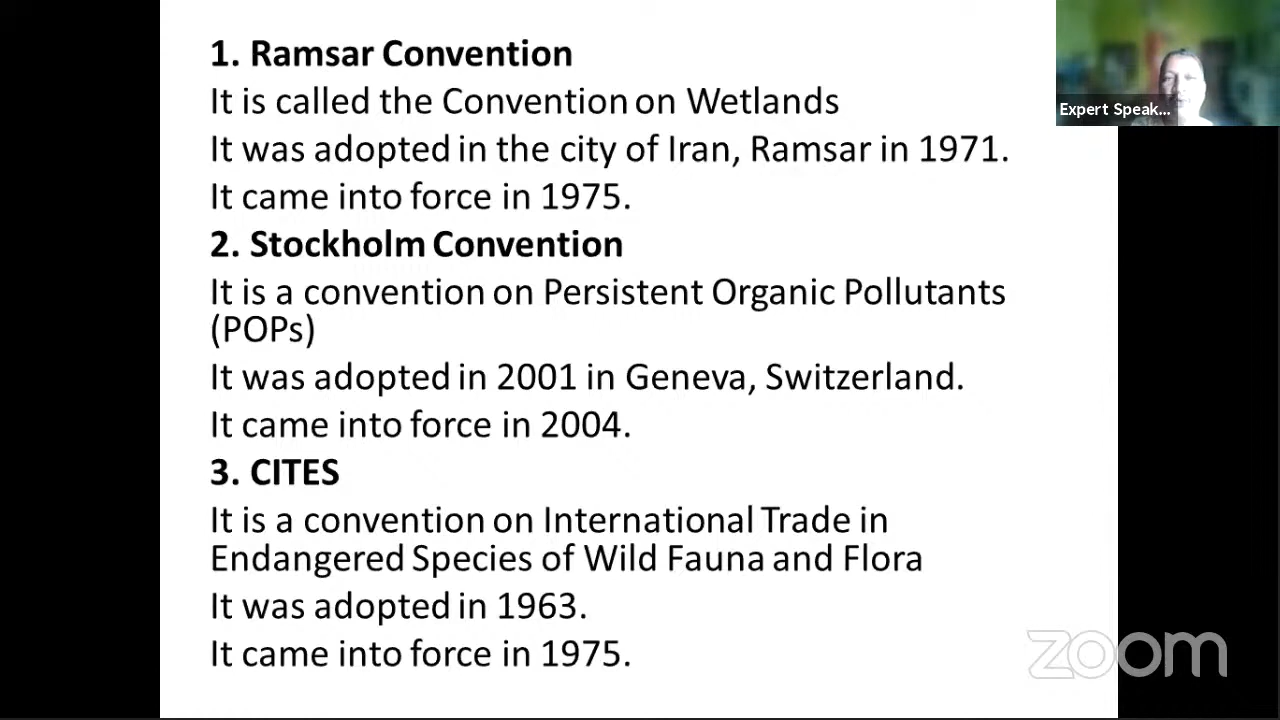 1. Ramsar Convention
It is called the Convention on Wetlands
It was adopted in the city of Iran, Ramsar in 1971.
It came into force in 1975.
2. Stockholm Convention
It is a convention on Persistent Organic Pollutants
(POPs)
It was adopted in 2001 in Geneva, Switzerland.
It came into force in 2004.
3. CITES
It is a convention on International Trade in
Endangered Species of Wild Fauna and Flora
It was adopted in 1963.
It came into force in 1975.
Expert Speak...
zoom